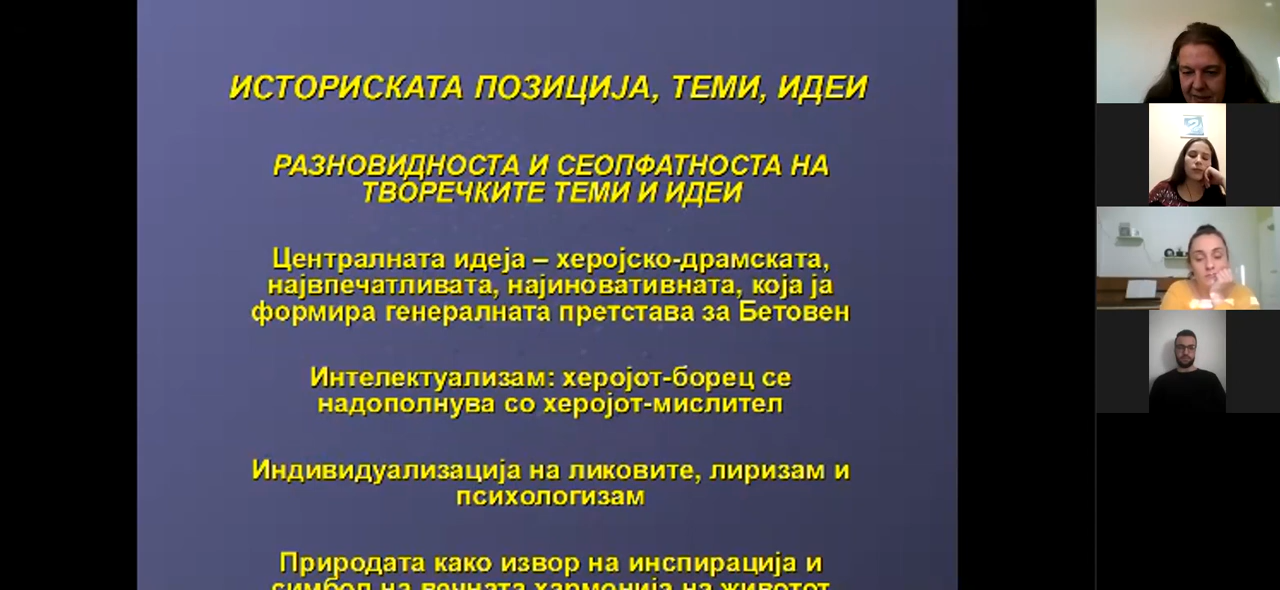 ИСТОРИСКАТА ПОЗИЦИЈА, ТЕМИ, ИДЕИ
РАЗНОВИДНОСТА И СЕОПФАТНОСТА НА
ТВОРЕЧКИТЕ ТЕМИ И ИДЕИ
Централната идеја – херојско-драмската,
највпечатливата, најиновативната, која ја
формира генералната претстава за Бетовен
Интелектуализам: херојот-борец се
надополнува со херојот-мислител
Индивидуализација на ликовите, лиризам и
психологизам
Природата како извор на инспирација и
симбол на вечната хармонија на животот